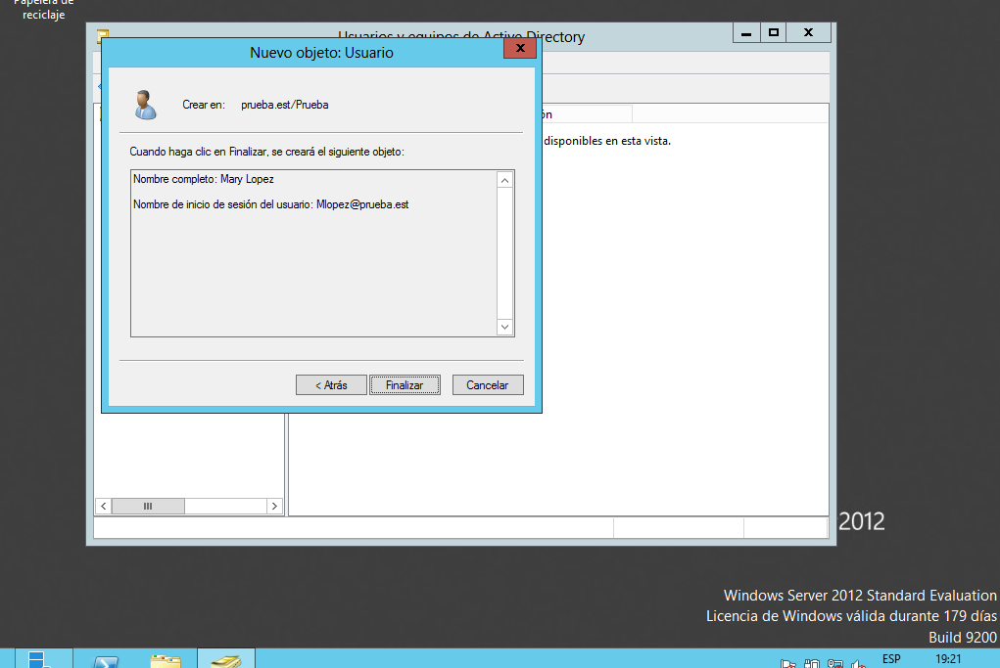 Papelera de
reciclaje
Usuarios y equipos de Active Directory
Nuevo objeto: Usuario
Crear en: prueba.est/Prueba
ón
disponibles en esta vista.
Cuando haga clic en Finalizar, se creará el siguiente objeto:
Nombre completo: Mary Lopez
Nombre de inicio de sesión del usuario: Mlopez@prueba.est
< Atrás
Finalizar
Cancelar
2012
Windows Server 2012 Standard Evaluation
Licencia de Windows válida durante 179 días
Build 9200
ESP
19:21